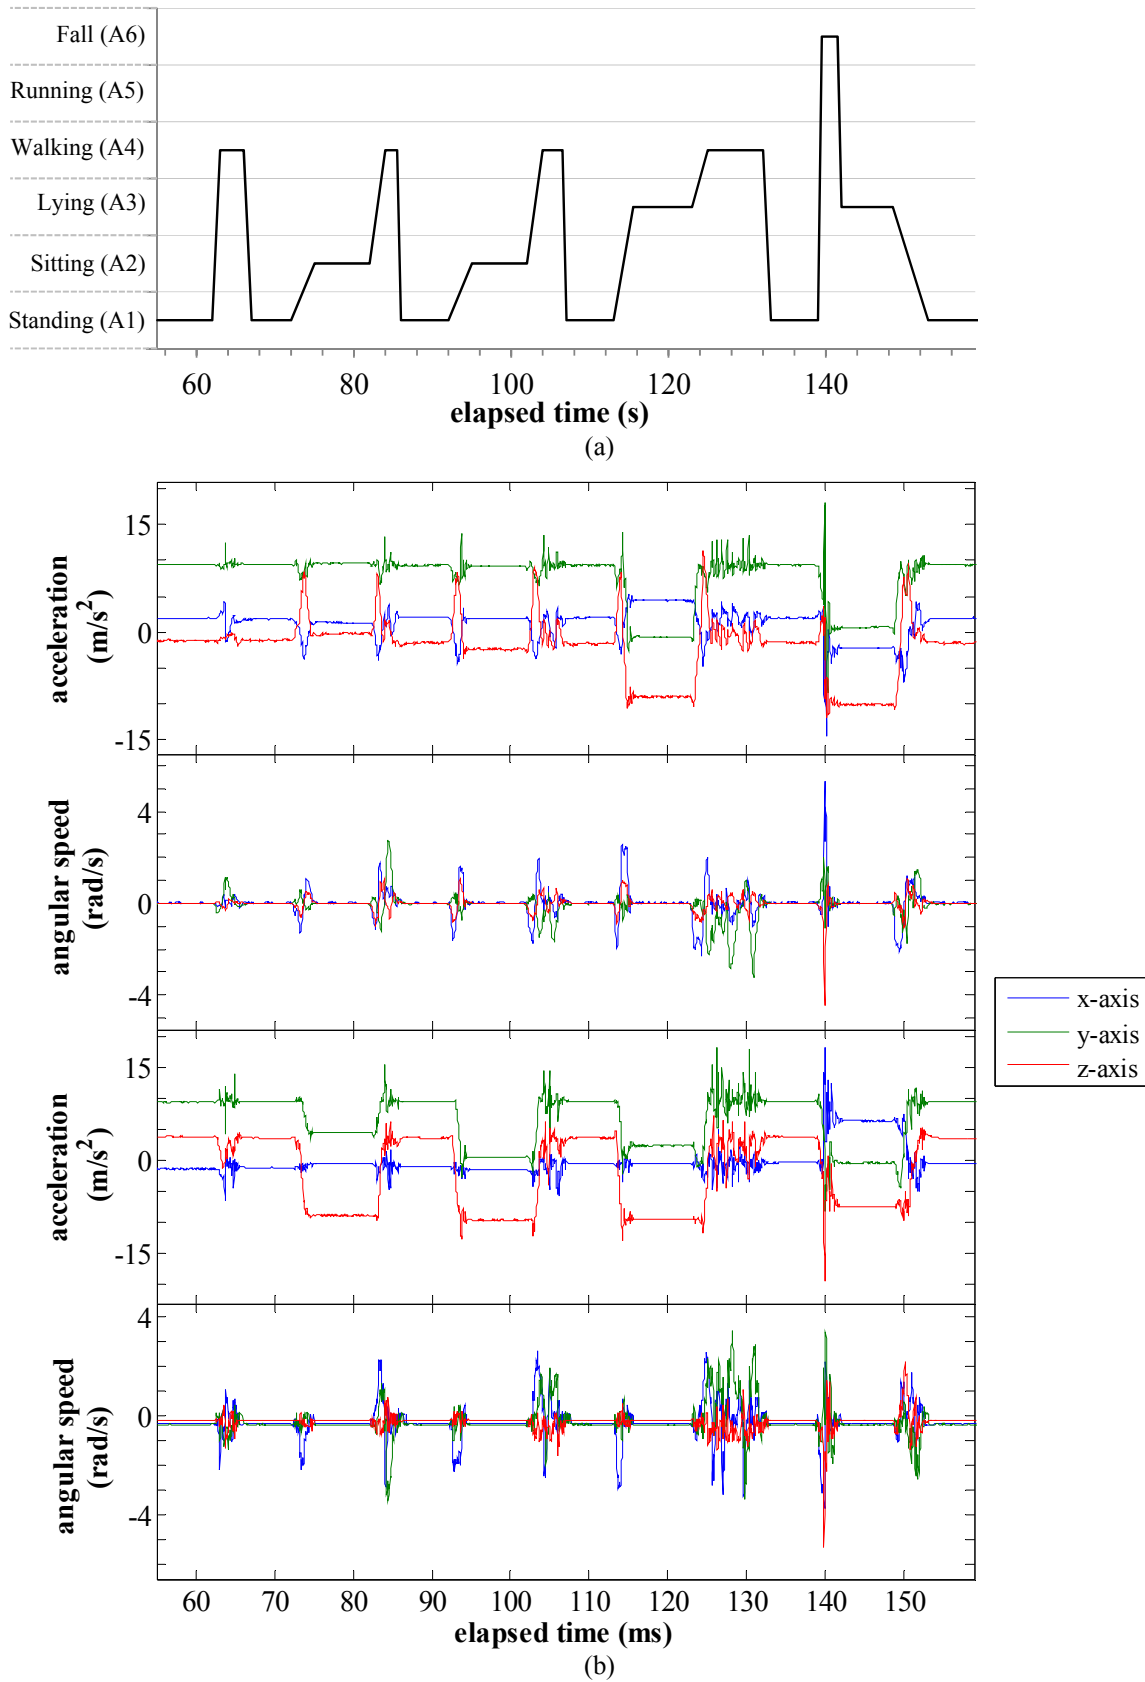 Fall (A6)
Running (A5)
Walking (A4)
Lying (A3)
Sitting (A2)
Standing (A1)
60 80 100 120 140
elapsed time (s)
(a)
15
0
-15
acceleration
(m/s²)
4
0
-4
angular speed
(rad/s)
x-axis
y-axis
z-axis
15
0
-15
acceleration
(m/s²)
4
0
-4
angular speed
(rad/s)
60 70 80 90 100 110 120 130 140 150
elapsed time (ms)
(b)